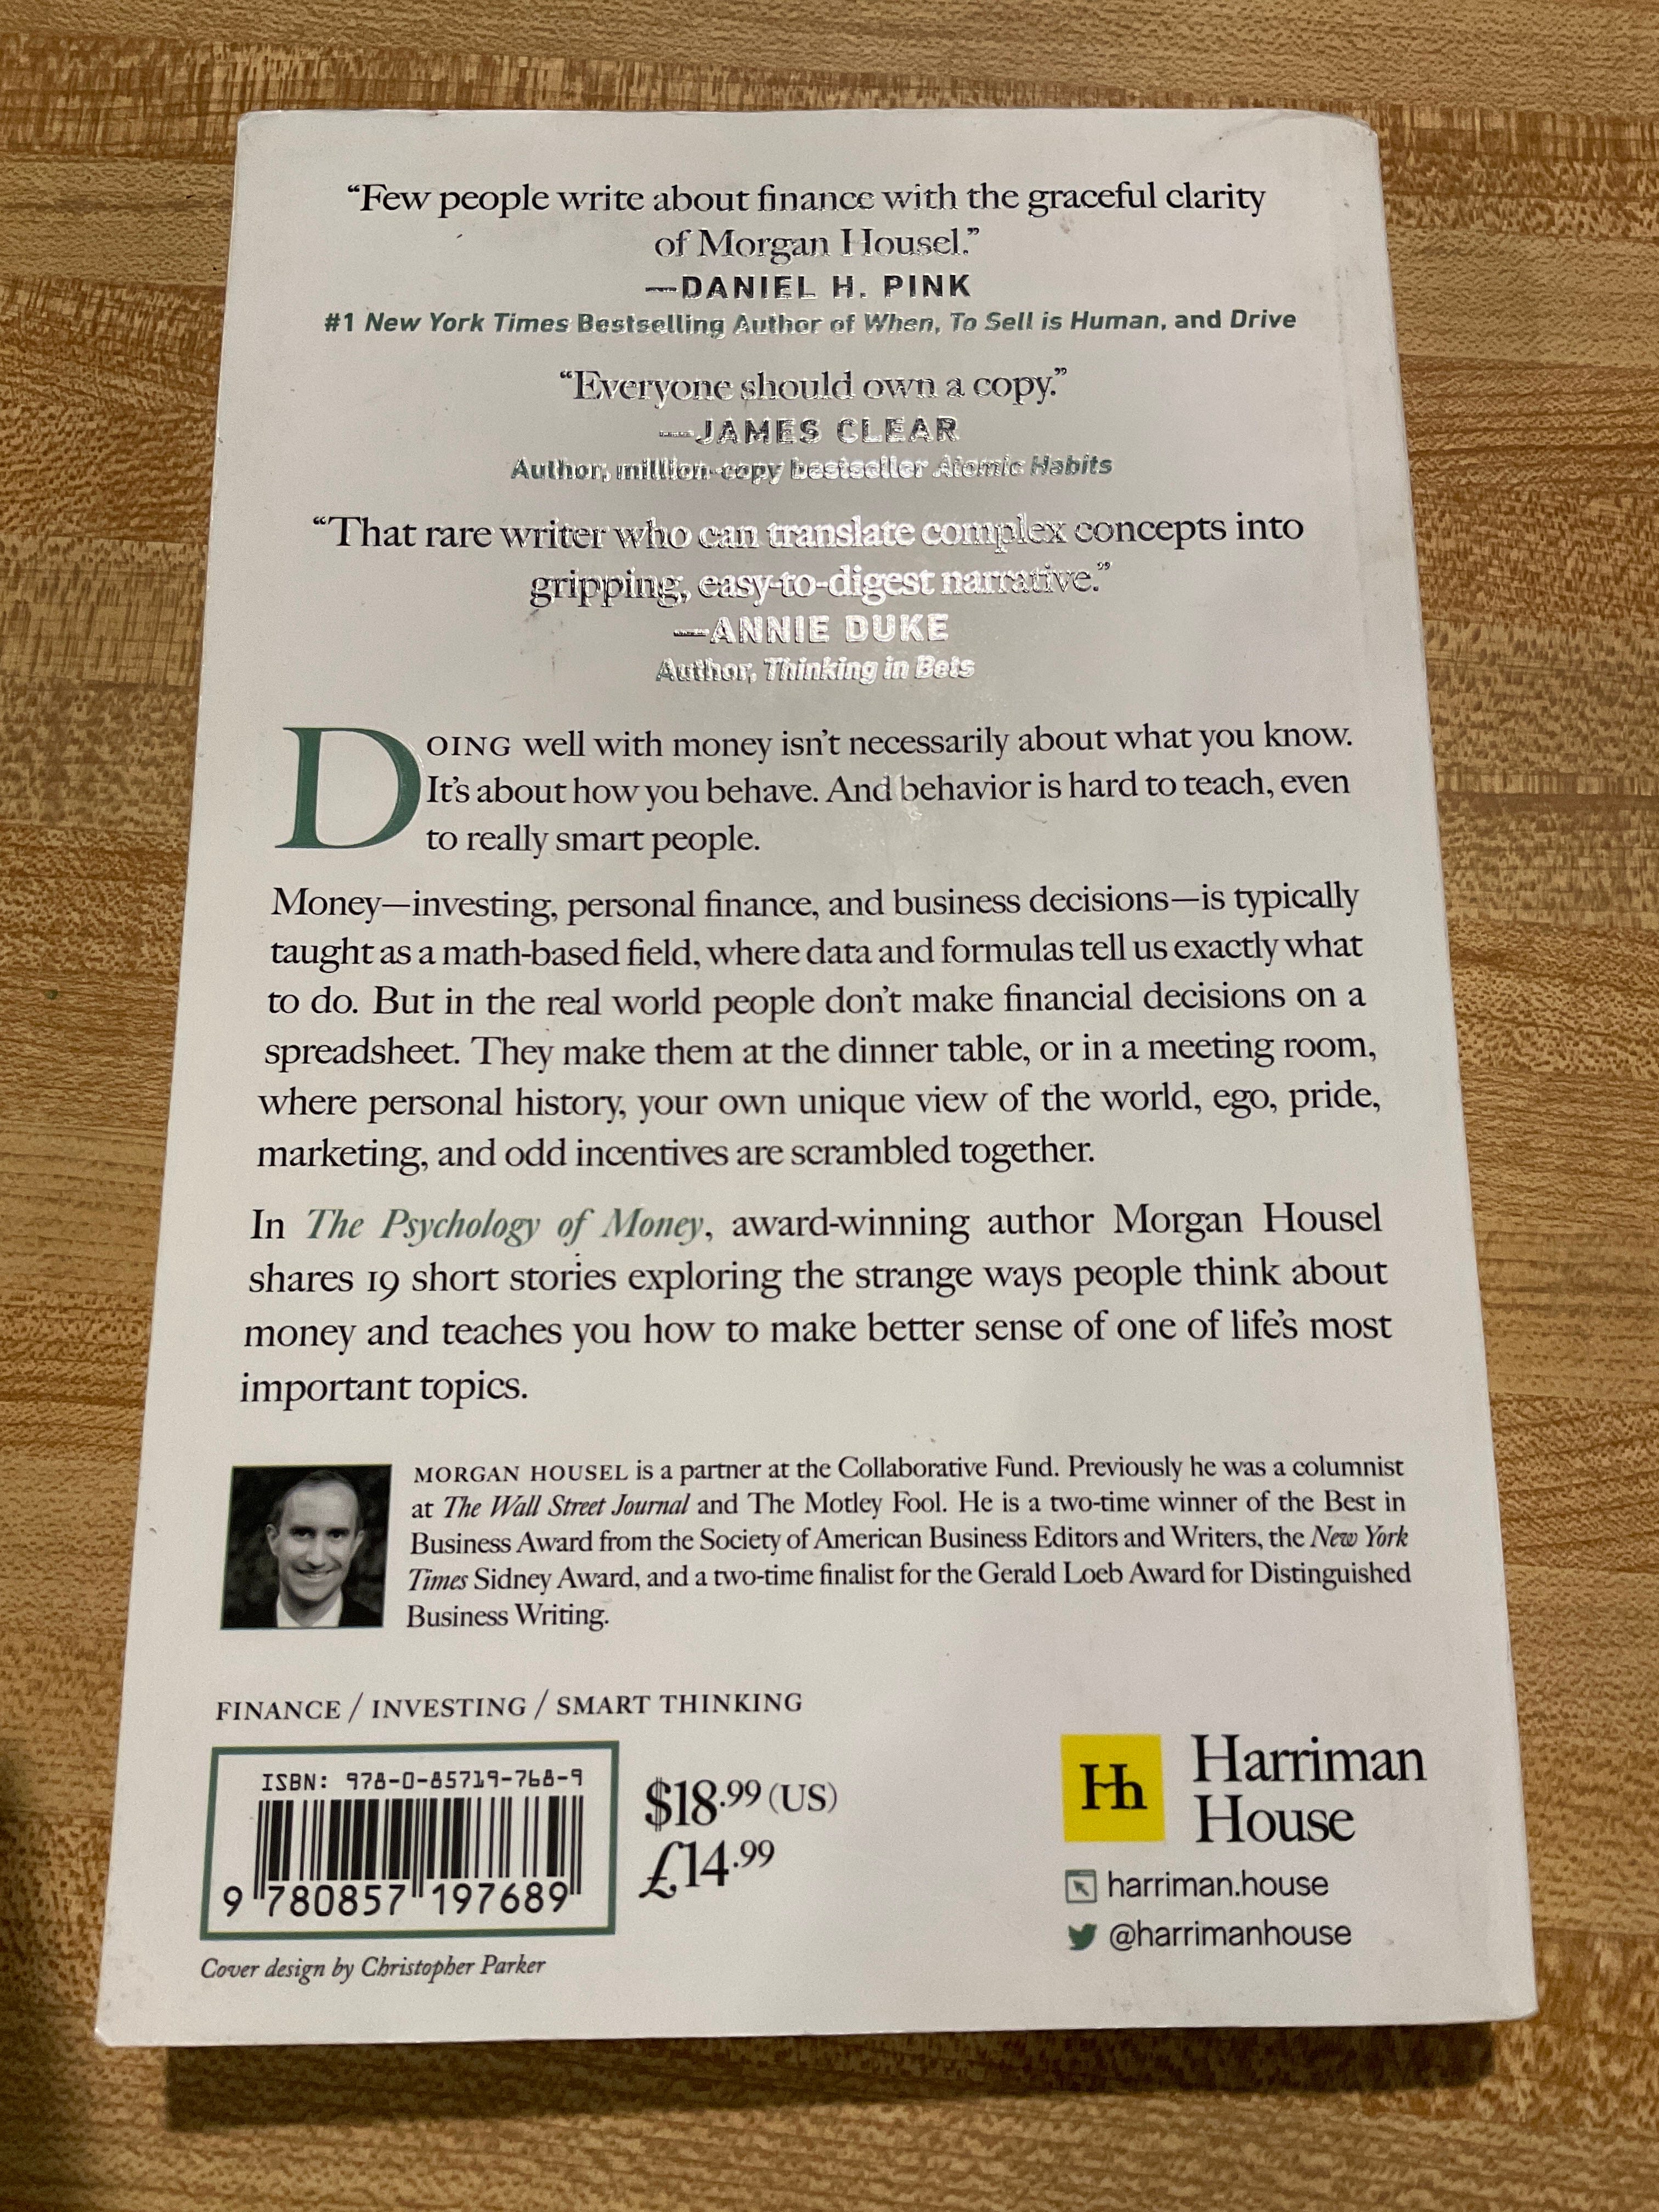 “Few people write about finance with the graceful clarity
of Morgan Housel.”
—DANIEL H. PINK
#1 New York Times Bestselling Author of When, To Sell is Human, and Drive
“Everyone should own a copy.”
—JAMES CLEAR
Author, million-copy bestseller Atomic Habits
“That rare writer who can translate complex concepts into
gripping, easy-to-digest narrative.”
—ANNIE DUKE
Author, Thinking in Bets
DOING well with money isn’t necessarily about what you know.
It’s about how you behave. And behavior is hard to teach, even
to really smart people.
Money—investing, personal finance, and business decisions—is typically
taught as a math-based field, where data and formulas tell us exactly what
to do. But in the real world people don’t make financial decisions on a
spreadsheet. They make them at the dinner table, or in a meeting room,
where personal history, your own unique view of the world, ego, pride,
marketing, and odd incentives are scrambled together.
In The Psychology of Money, award-winning author Morgan Housel
shares 19 short stories exploring the strange ways people think about
money and teaches you how to make better sense of one of life’s most
important topics.
MORGAN HOUSEL is a partner at the Collaborative Fund. Previously he was a columnist
at The Wall Street Journal and The Motley Fool. He is a two-time winner of the Best in
Business Award from the Society of American Business Editors and Writers, the New York
Times Sidney Award, and a two-time finalist for the Gerald Loeb Award for Distinguished
Business Writing.
FINANCE / INVESTING / SMART THINKING
ISBN: 978-0-85719-768-9
9 780857 197689
$18.99 (US)
£14.99
Cover design by Christopher Parker
Hh
Harriman
House
harriman.house
@harrimanhouse